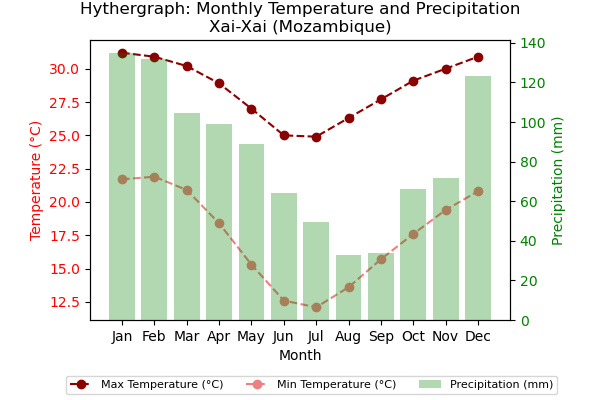 Hythergraph: Monthly Temperature and Precipitation
Xai-Xai (Mozambique)
Temperature (°C)
30.0
27.5
25.0
22.5
20.0
17.5
15.0
12.5
140
120
100
80
60
40
20
0
Precipitation (mm)
Jan Feb Mar Apr May Jun Jul Aug Sep Oct Nov Dec
Month
Max Temperature (°C) Min Temperature (°C) Precipitation (mm)